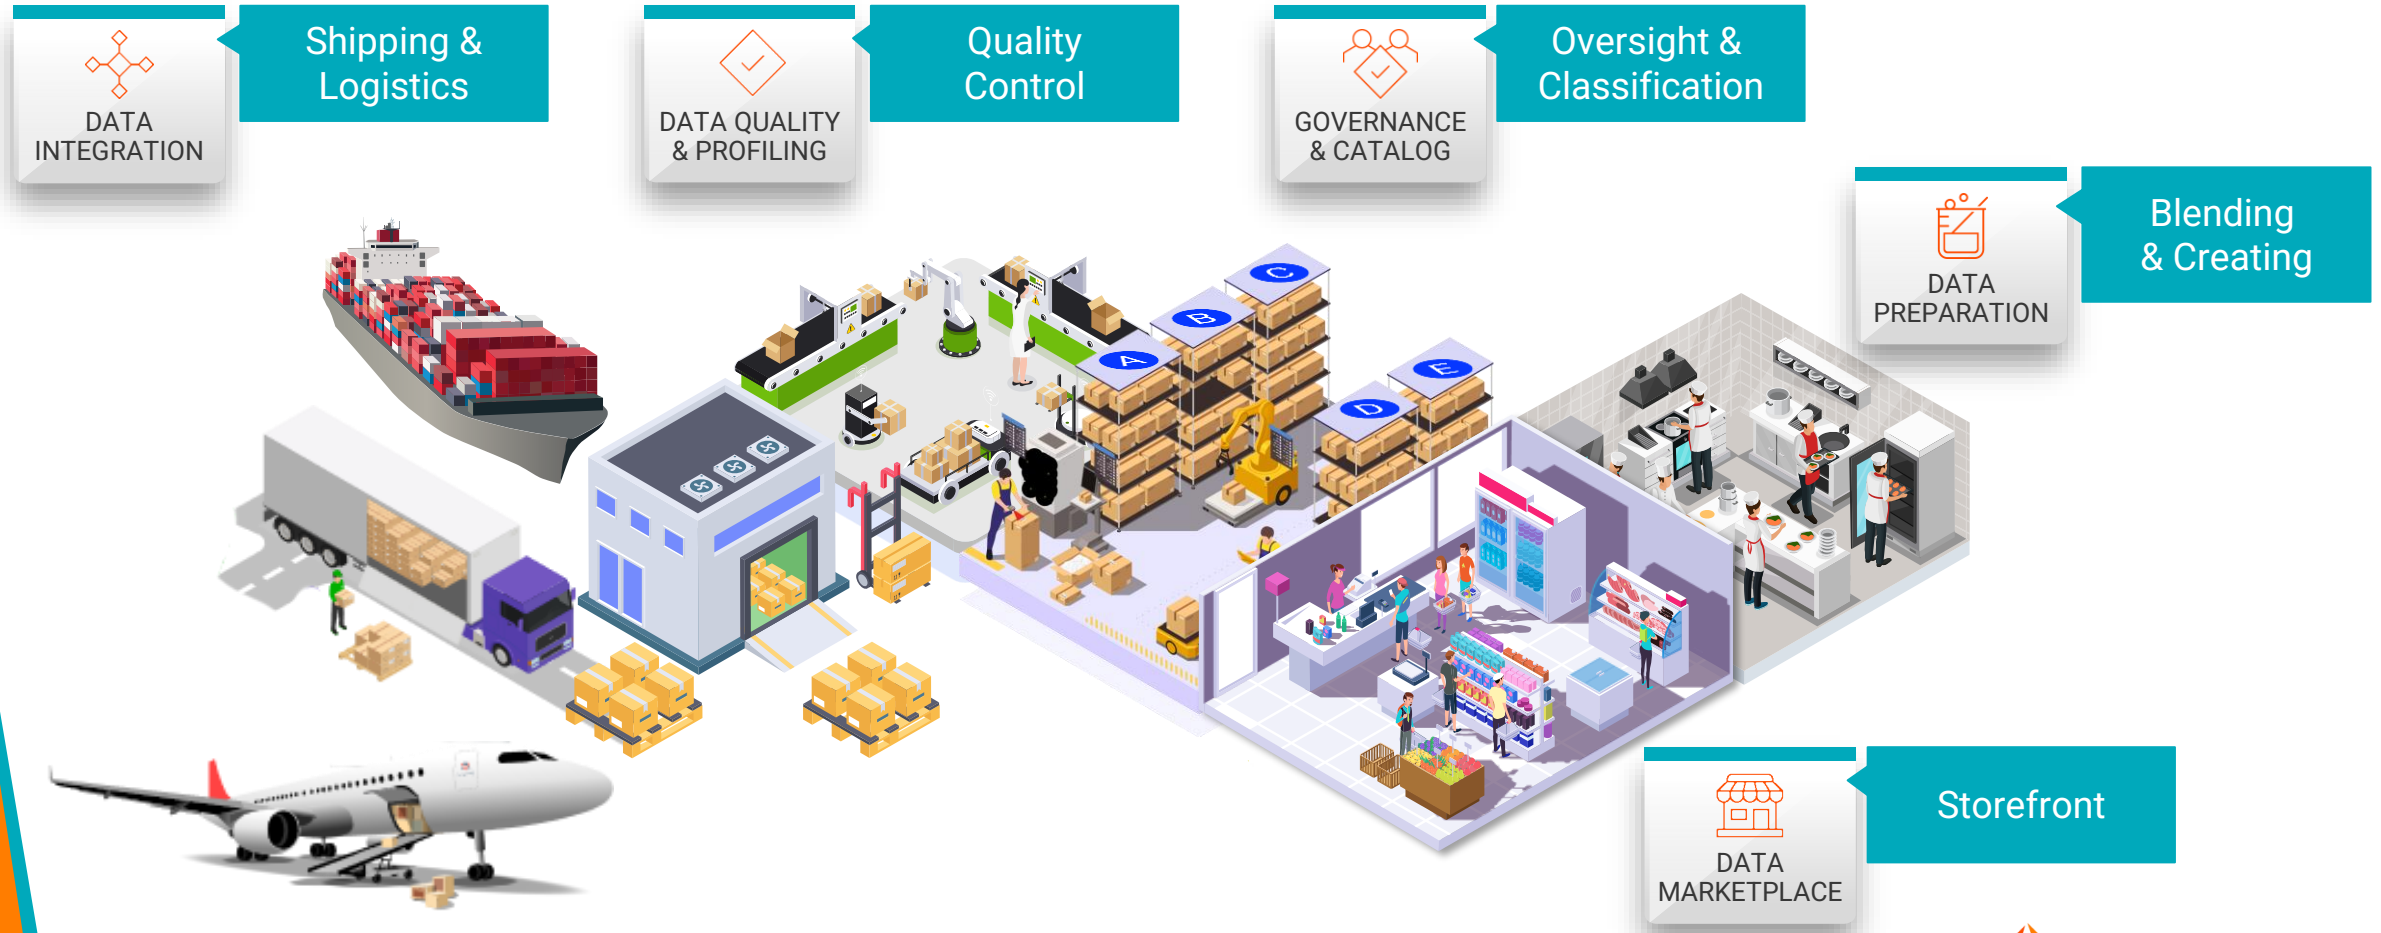 DATA
INTEGRATION
Shipping &
Logistics
DATA QUALITY
& PROFILING
Quality
Control
GOVERNANCE
& CATALOG
Oversight &
Classification
DATA
PREPARATION
Blending
& Creating
C
B
A
E
D
DATA
MARKETPLACE
Storefront